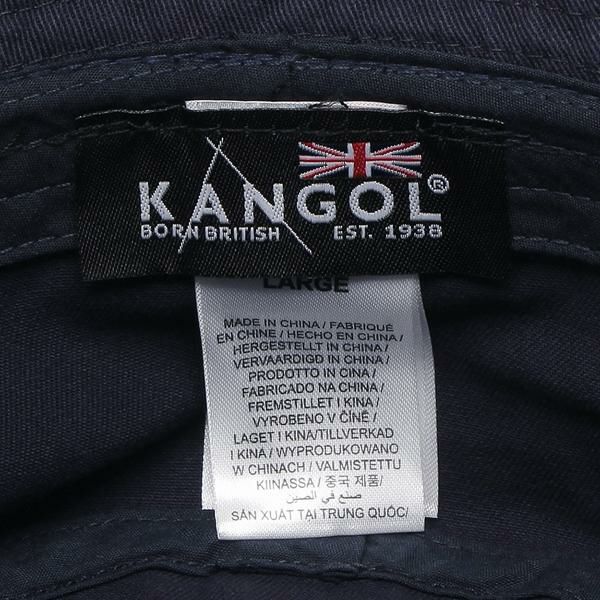 KANGOL®
BORN BRITISH EST. 1938
LARGE
MADE IN CHINA / FABRIQUÉ
EN CHINE / HECHO EN CHINA /
HERGESTELLT IN CHINA /
VERVAARDIGD IN CHINA /
PRODOTTO IN CINA /
FABRICADO NA CHINA /
FREMSTILLET I KINA /
VYROBENO V ČÍNĚ /
LAGET I KINA/TILLVERKAD
I KINA / WYPRODUKOWANO
W CHINACH / VALMISTETTU
KIINASSA / 중국 제품/
صنع في الصين/
SẢN XUẤT TẠI TRUNG QUỐC/